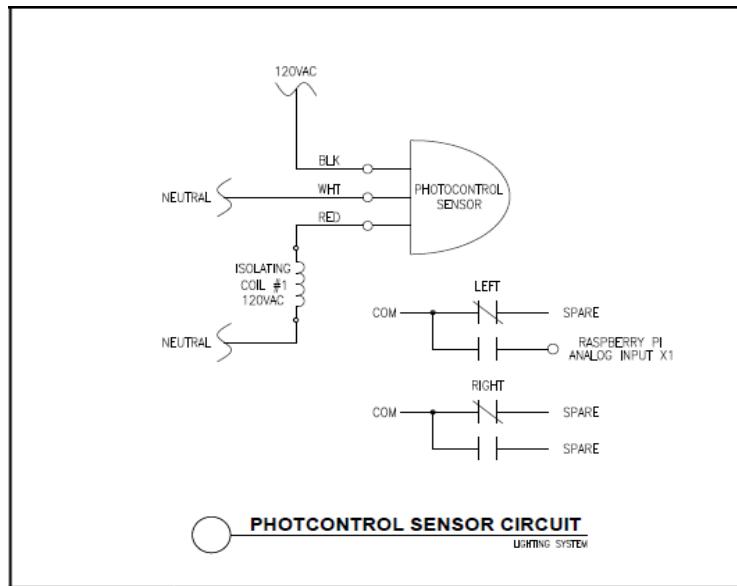 120VAC
BLK
NEUTRAL
WHT
PHOTOCONTROL
SENSOR
RED
ISOLATING
COIL #1
120VAC
NEUTRAL
LEFT
COM
SPARE
RASPBERRY PI
ANALOG INPUT X1
RIGHT
COM
SPARE
SPARE
PHOTCONTROL SENSOR CIRCUIT
LIGHTING SYSTEM